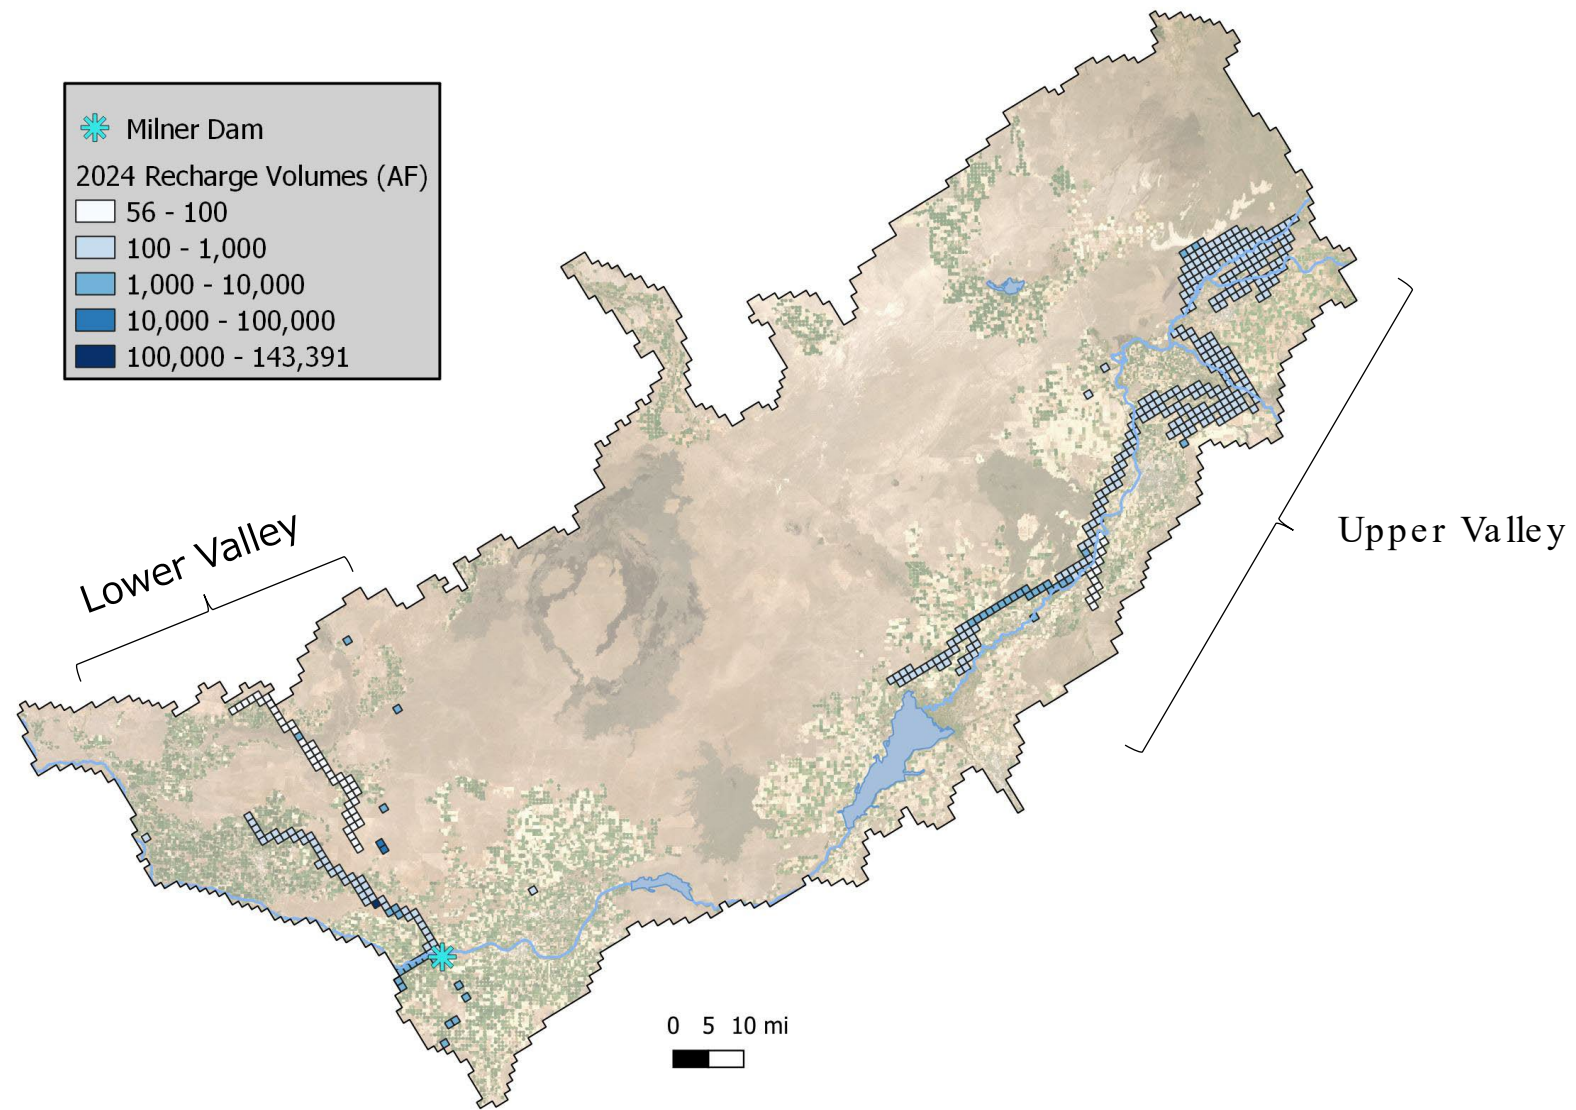 Milner Dam
2024 Recharge Volumes (AF)
56 - 100
100 - 1,000
1,000 - 10,000
10,000 - 100,000
100,000 - 143,391
Lower Valley
Upper Valley
0 5 10 mi